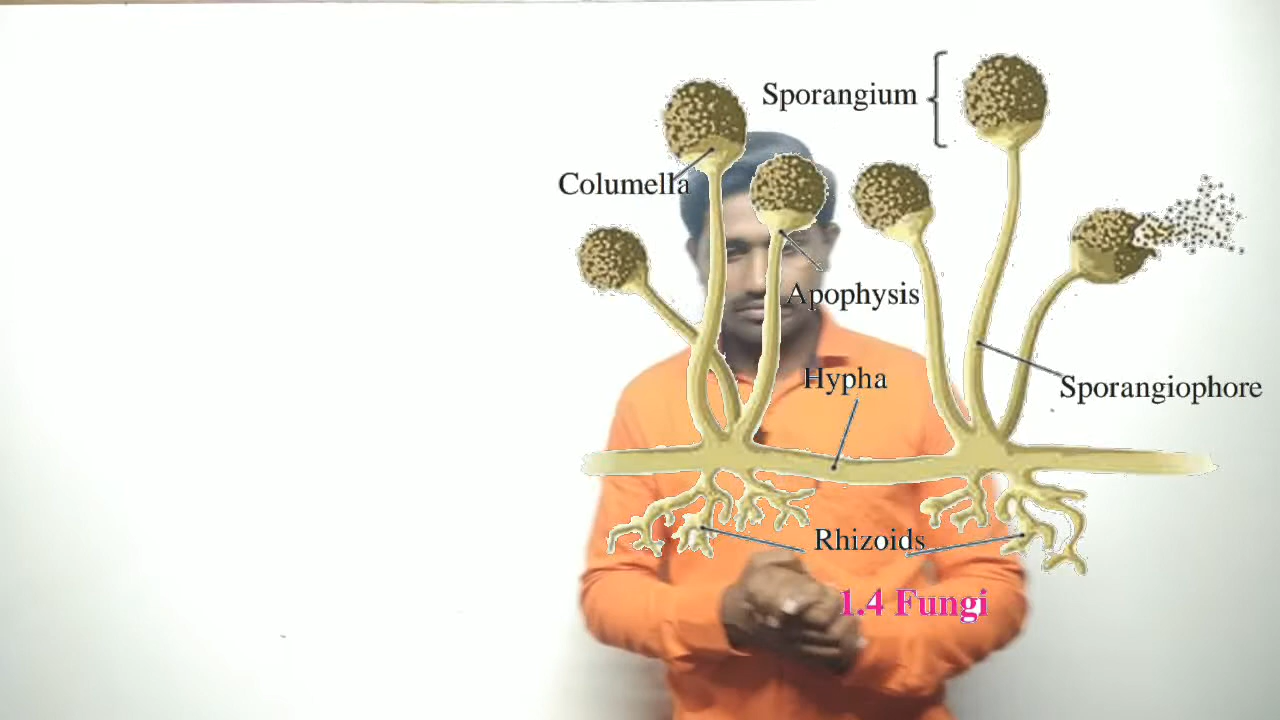 Sporangium
Columella
Apophysis
Hypha
Sporangiophore
Rhizoids
1.4 Fungi